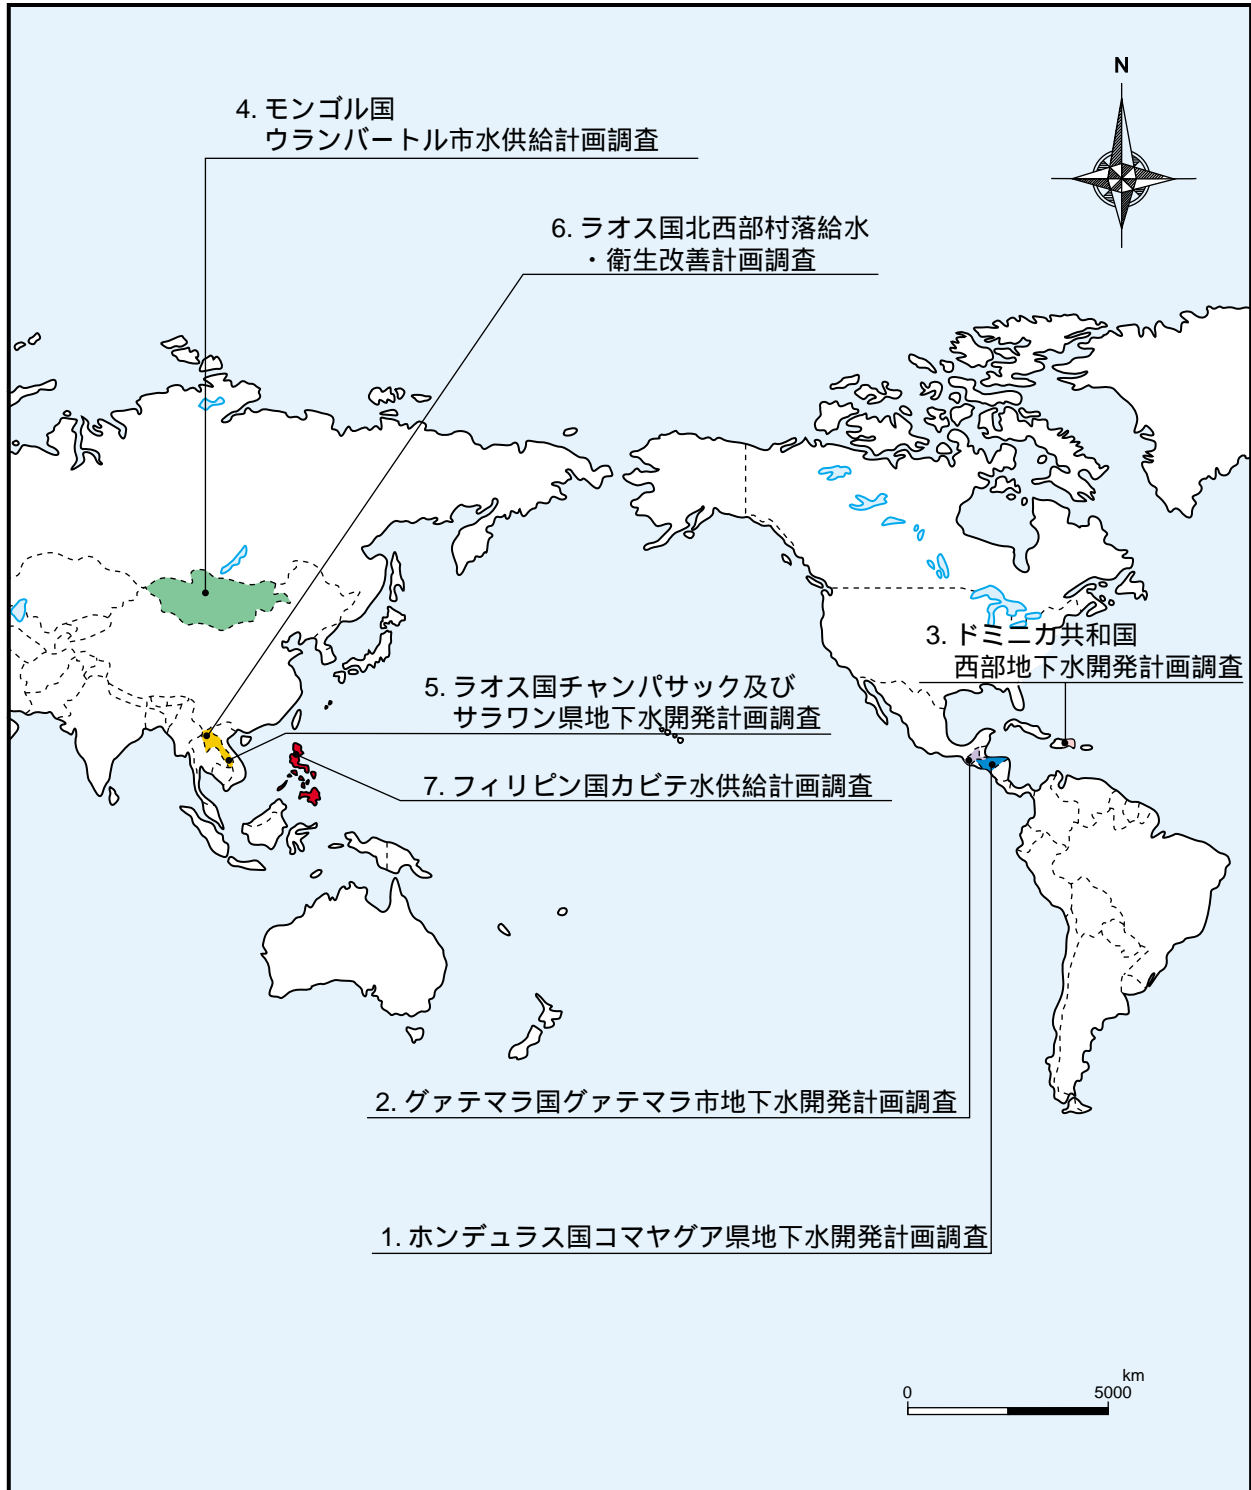 N
4. モンゴル国
ウランバートル市水供給計画調査
6. ラオス国北西部村落給水
・衛生改善計画調査
3. ドミニカ共和国
西部地下水開発計画調査
5. ラオス国チャンパサック及び
サラワン県地下水開発計画調査
7. フィリピン国カビテ水供給計画調査
2. グァテマラ国グァテマラ市地下水開発計画調査
1. ホンデュラス国コマヤグア県地下水開発計画調査
km
0 5000